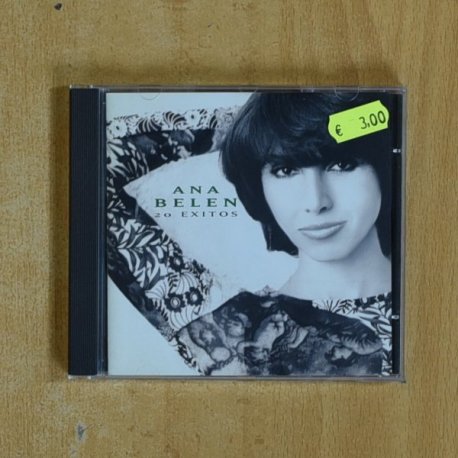 € 3,00
ANA
BELEN
20 EXITOS